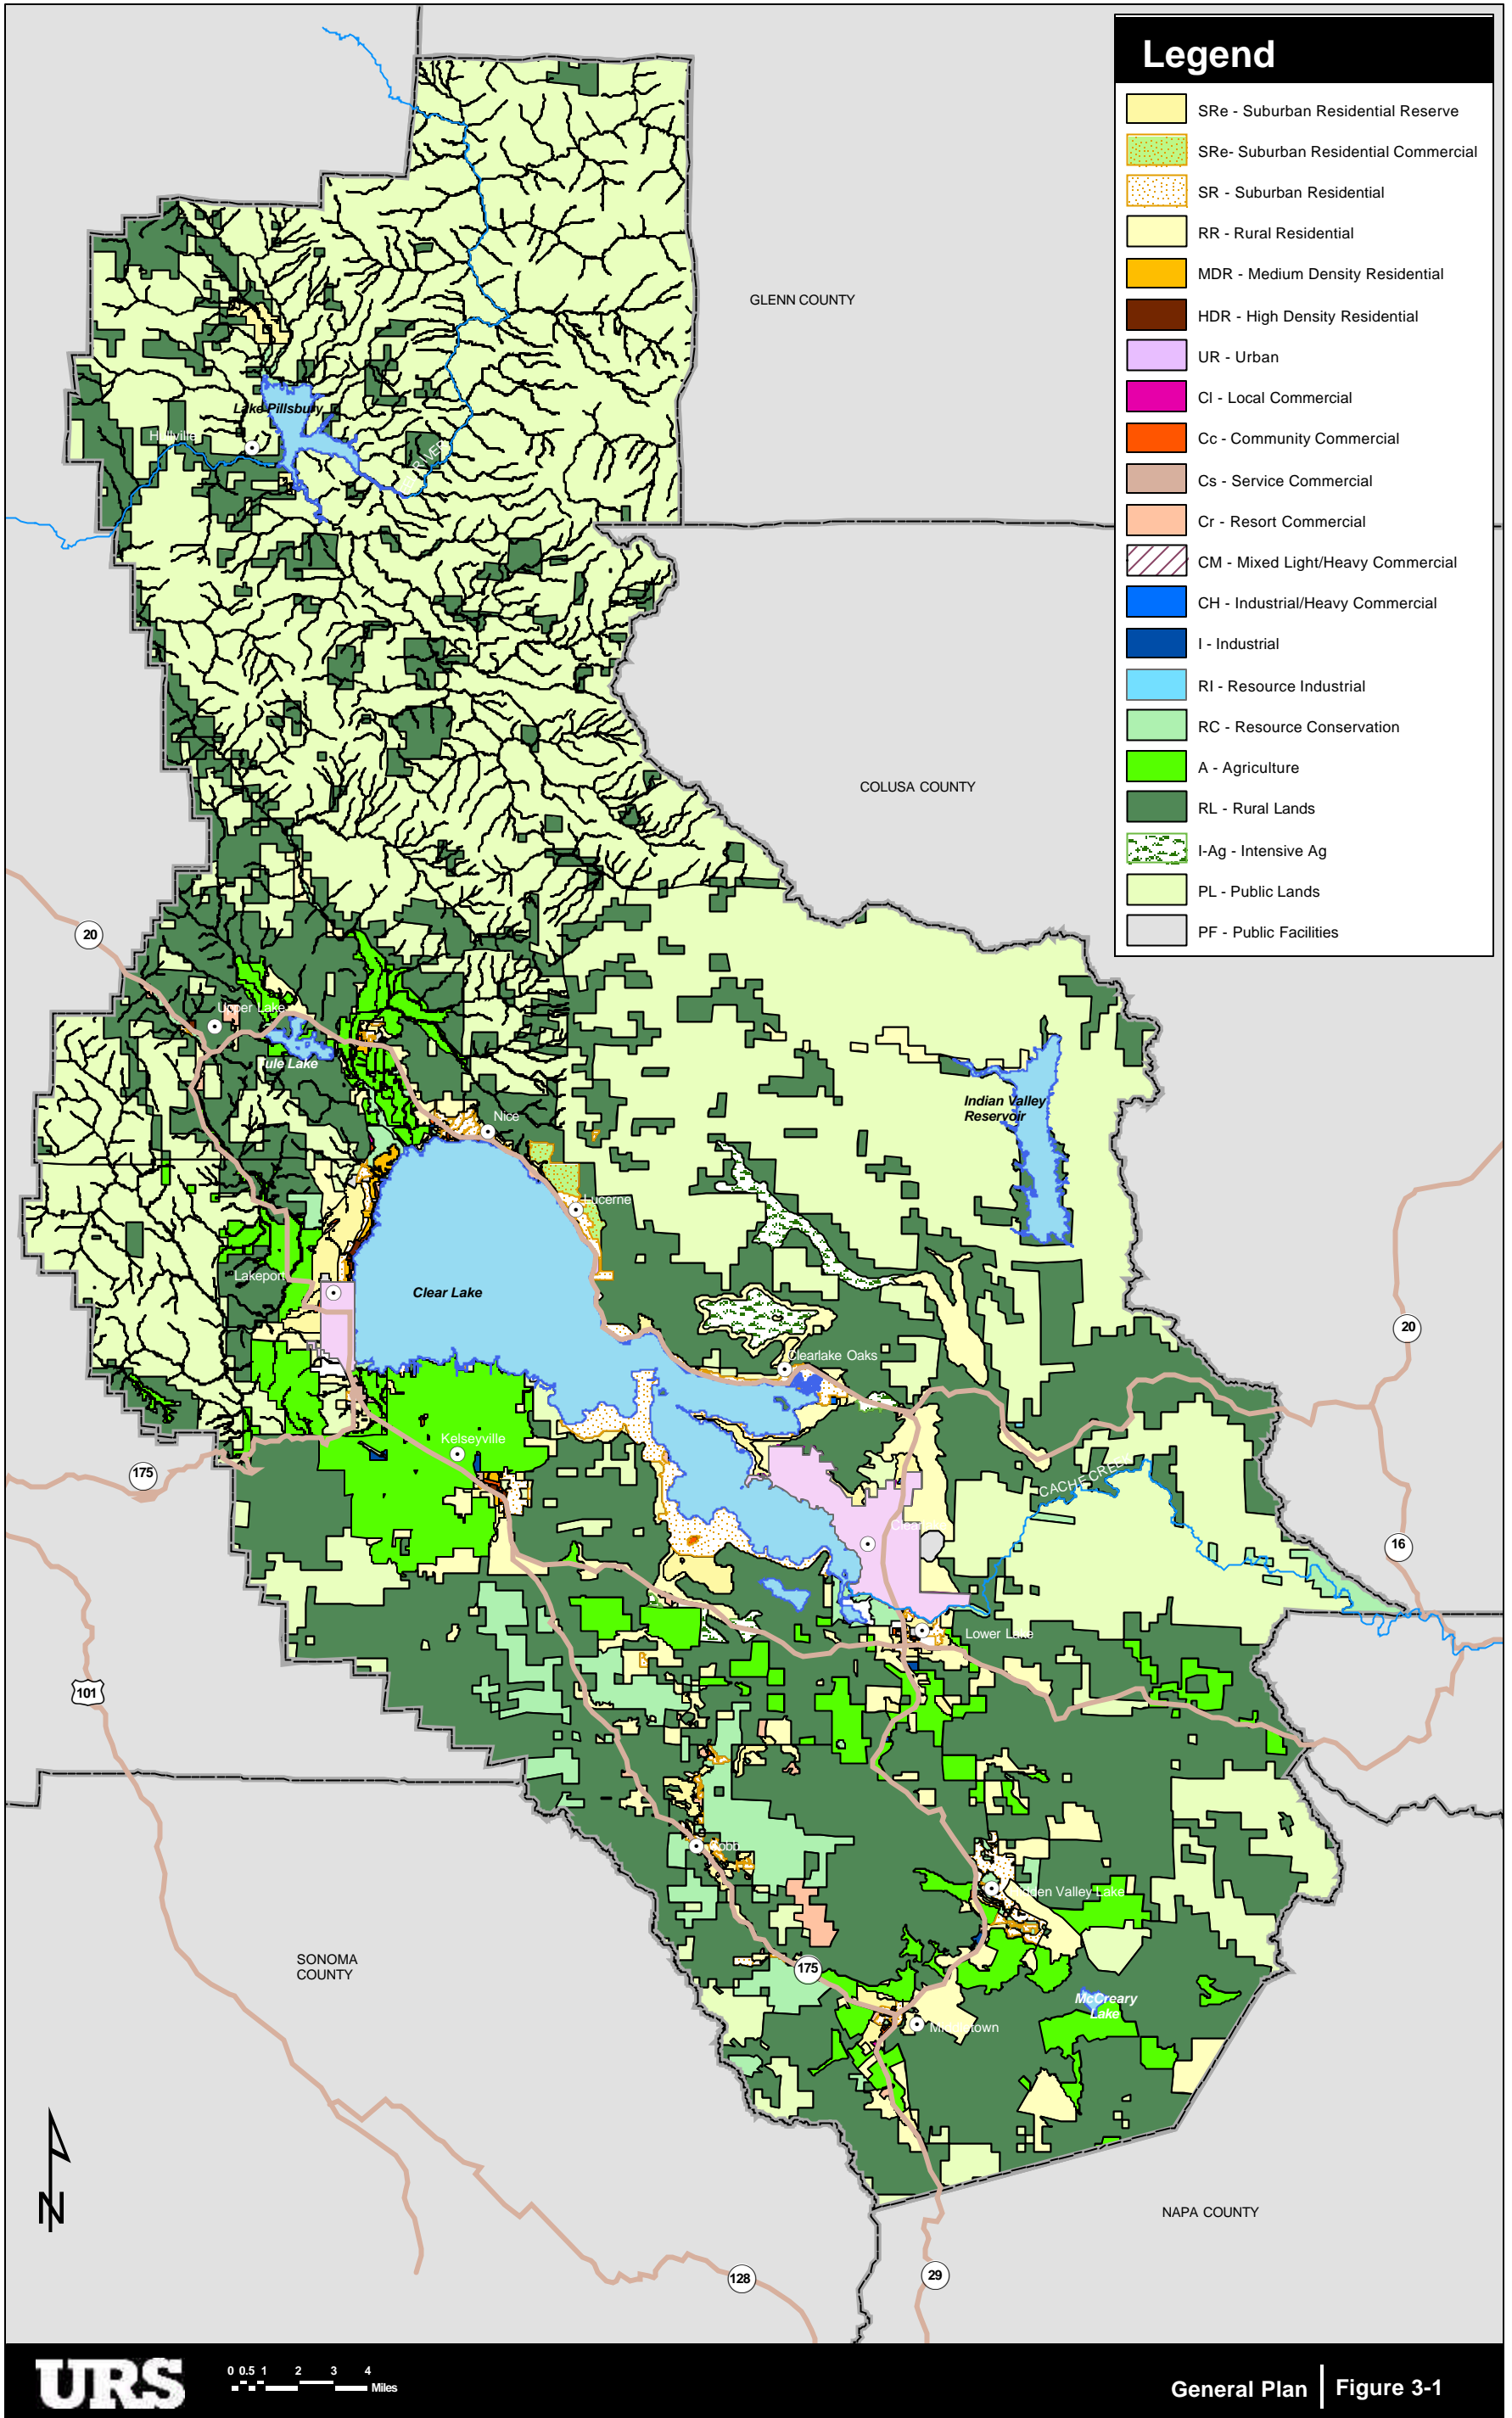 Legend
SRe - Suburban Residential Reserve
SRe- Suburban Residential Commercial
SR - Suburban Residential
RR - Rural Residential
MDR - Medium Density Residential
HDR - High Density Residential
UR - Urban
Cl - Local Commercial
Cc - Community Commercial
Cs - Service Commercial
Cr - Resort Commercial
CM - Mixed Light/Heavy Commercial
CH - Industrial/Heavy Commercial
I - Industrial
RI - Resource Industrial
RC - Resource Conservation
A - Agriculture
RL - Rural Lands
I-Ag - Intensive Ag
PL - Public Lands
PF - Public Facilities
GLENN COUNTY
Lake Pillsbury
RIVER
COLUSA COUNTY
20
Upper Lake
Lake
Nice
Indian Valley
Reservoir
Lucerne
Lakeport
Clear Lake
20
Clearlake Oaks
Kelseyville
175
CACHE CREEK
16
Lower Lake
101
Valley Lake
SONOMA
COUNTY
175
McCreary
Lake
NAPA COUNTY
128
29
N
URS
0 0.5 1 2 3 4
Miles
General Plan
Figure 3-1